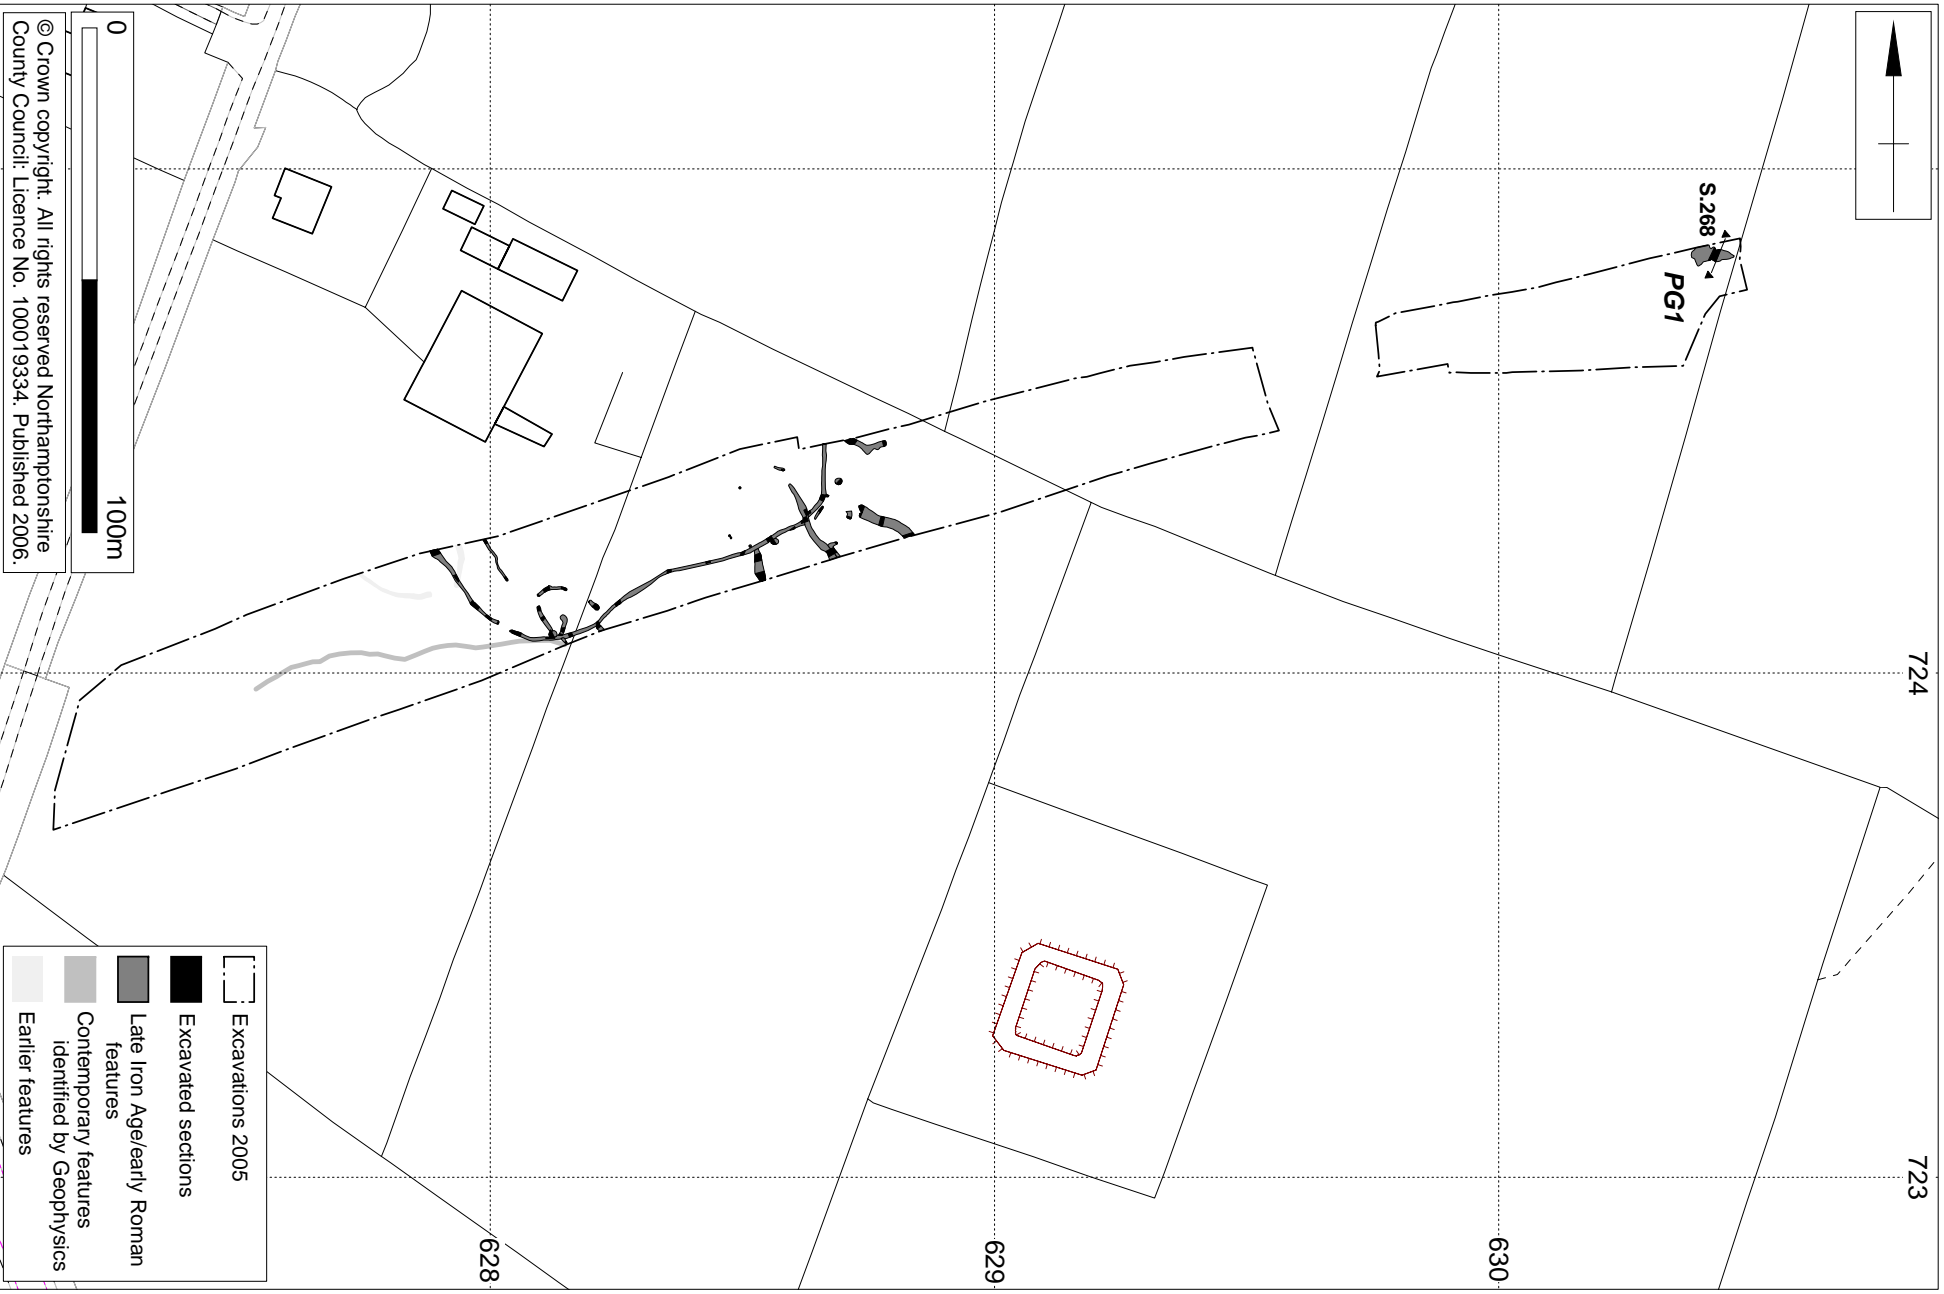 S.268
PG1
724
723
628
629
630
0
100m
© Crown copyright. All rights reserved Northamptonshire
County Council: Licence No. 100019334. Published 2006.
Excavations 2005
Excavated sections
Late Iron Age/early Roman
features
Contemporary features
identified by Geophysics
Earlier features